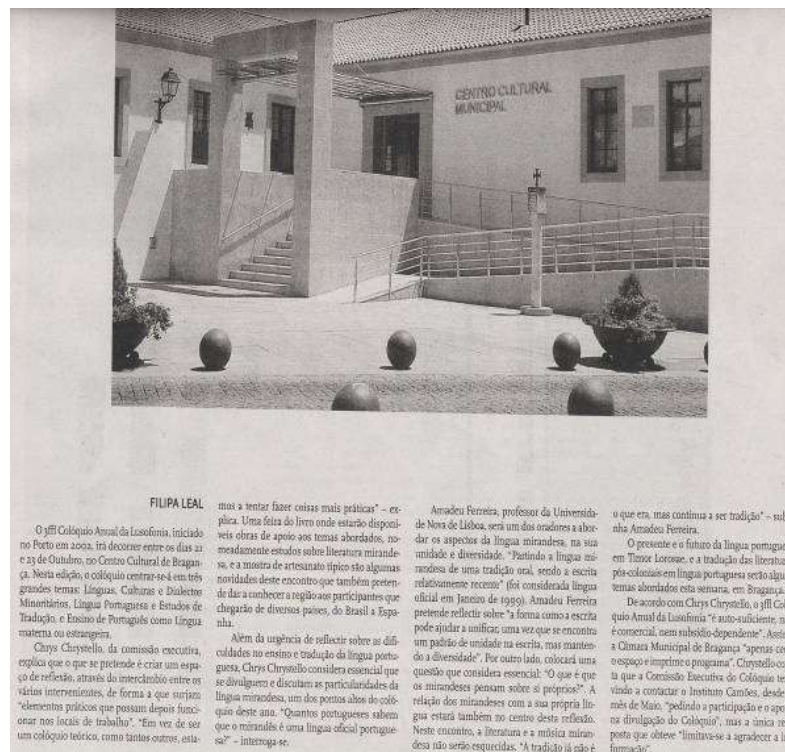 CENTRO CULTURAL
MUNICIPAL
FILIPA LEAL
O 3ffl Colóquio Anual da Lusofonia, iniciado
no Porto em 2002, irá decorrer entre os dias 21
e 23 de Outubro, no Centro Cultural de Bragan-
ça. Nesta edição, o colóquio centrar-se-á em três
grandes temas: Línguas, Culturas e Dialectos
Minoritários, Língua Portuguesa e Estudos de
Tradução, e Ensino de Português como Língua
materna ou estrangeira.
Chrys Chrystello, da comissão executiva,
explica que o que se pretende é criar um espa-
ço de reflexão, através do intercâmbio entre os
vários intervenientes, de forma a que surjam
"elementos práticos que possam depois funci-
onar nos locais de trabalho". "Em vez de ser
um colóquio teórico, como tantos outros, esta-
mos a tentar fazer coisas mais práticas" – ex-
plica. Uma feira do livro onde estarão disponí-
veis obras de apoio aos temas abordados, no-
meadamente estudos sobre literatura mirande-
sa, e a mostra de artesanato típico são algumas
novidades deste encontro que também preten-
de dar a conhecer a região aos participantes que
chegarão de diversos países, do Brasil a Espa-
nha.
Além da urgência de reflectir sobre as difi-
culdades no ensino e tradução da língua portu-
guesa, Chrys Chrystello considera essencial que
se divulguem e discutam as particularidades da
língua mirandesa, um dos pontos altos do coló-
quio deste ano. "Quantos portugueses sabem
que o mirandês é uma língua oficial portugue-
sa?" – interroga-se.
Amadeu Ferreira, professor da Universida-
de Nova de Lisboa, será um dos oradores a abor-
dar os aspectos da língua mirandesa, na sua
unidade e diversidade. "Partindo a língua mi-
randesa de uma tradição oral, sendo a escrita
relativamente recente" (foi considerada língua
oficial em Janeiro de 1999), Amadeu Ferreira
pretende reflectir sobre "a forma como a escrita
pode ajudar a unificar, uma vez que se encontra
um padrão de unidade na escrita, mas manten-
do a diversidade". Por outro lado, colocará uma
questão que considera essencial: "O que é que
os mirandeses pensam sobre si próprios?". A
relação dos mirandeses com a sua própria lín-
gua estará também no centro desta reflexão.
Neste encontro, a literatura e a música miran-
desa não serão esquecidas. "A tradição já não é
o que era, mas continua a ser tradição" – sub
nha Amadeu Ferreira.
O presente e o futuro da língua portugue
em Timor Lorosae, e a tradução das literatur
pós-coloniais em língua portuguesa serão algu
temas abordados esta semana, em Bragança.
De acordo com Chrys Chrystello, o 3ffl Col
quio Anual da Lusofonia "é auto-suficiente, n
é comercial, nem subsídio-dependente". Assi
a Câmara Municipal de Bragança "apenas ced
o espaço e imprime o programa". Chrystello co
ta que a Comissão Executiva do Colóquio te
vindo a contactar o Instituto Camões, desde
mês de Maio, "pedindo a participação e o apo
na divulgação do Colóquio", mas a única re
posta que obteve "limitava-se a agradecer a i
formação".